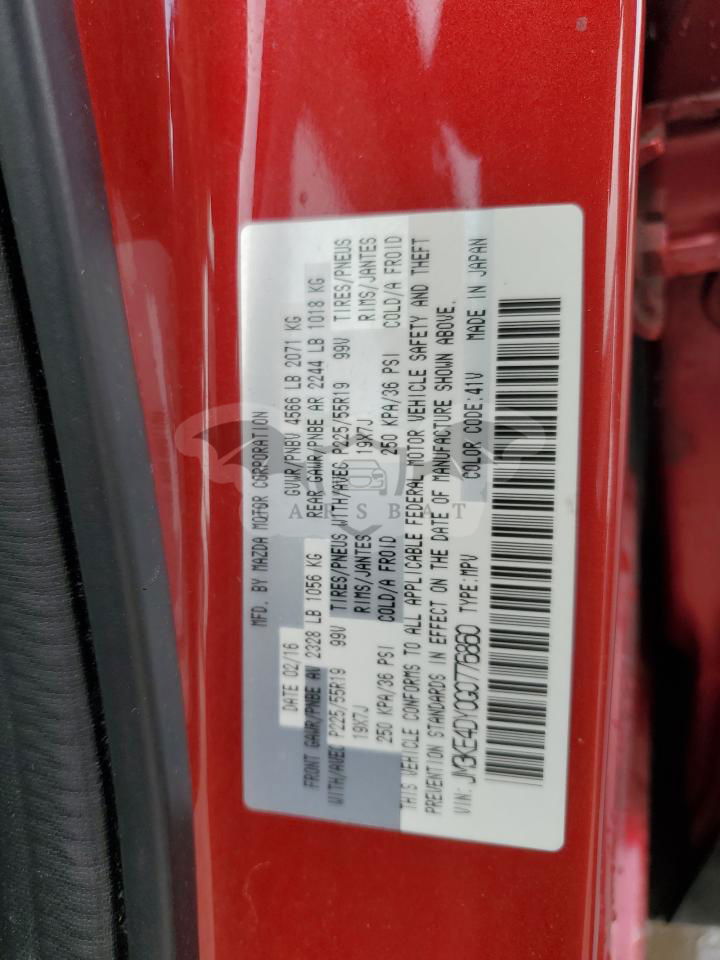 MFD. BY MAZDA MOTOR CORPORATION
DATE 02/16 GVWR/PNBV 4566 LB 2071 KG
FRONT GAWR/PNBE AV 2328 LB 1056 KG REAR GAWR/PNBE AR 2244 LB 1018 KG
WITH/AVEC P225/55R19 99V TIRES/PNEUS WITH/AVEC P225/55R19 99V TIRES/PNEUS
19X7J RIMS/JANTES 19X7J RIMS/JANTES
250 KPA/36 PSI COLD/A FROID 250 KPA/36 PSI COLD/A FROID
THIS VEHICLE CONFORMS TO ALL APPLICABLE FEDERAL MOTOR VEHICLE SAFETY AND THEFT
PREVENTION STANDARDS IN EFFECT ON THE DATE OF MANUFACTURE SHOWN ABOVE.
VIN: JM3KE4DY0G0776860 TYPE:MPV COLOR CODE:41V MADE IN JAPAN
CARSBAT